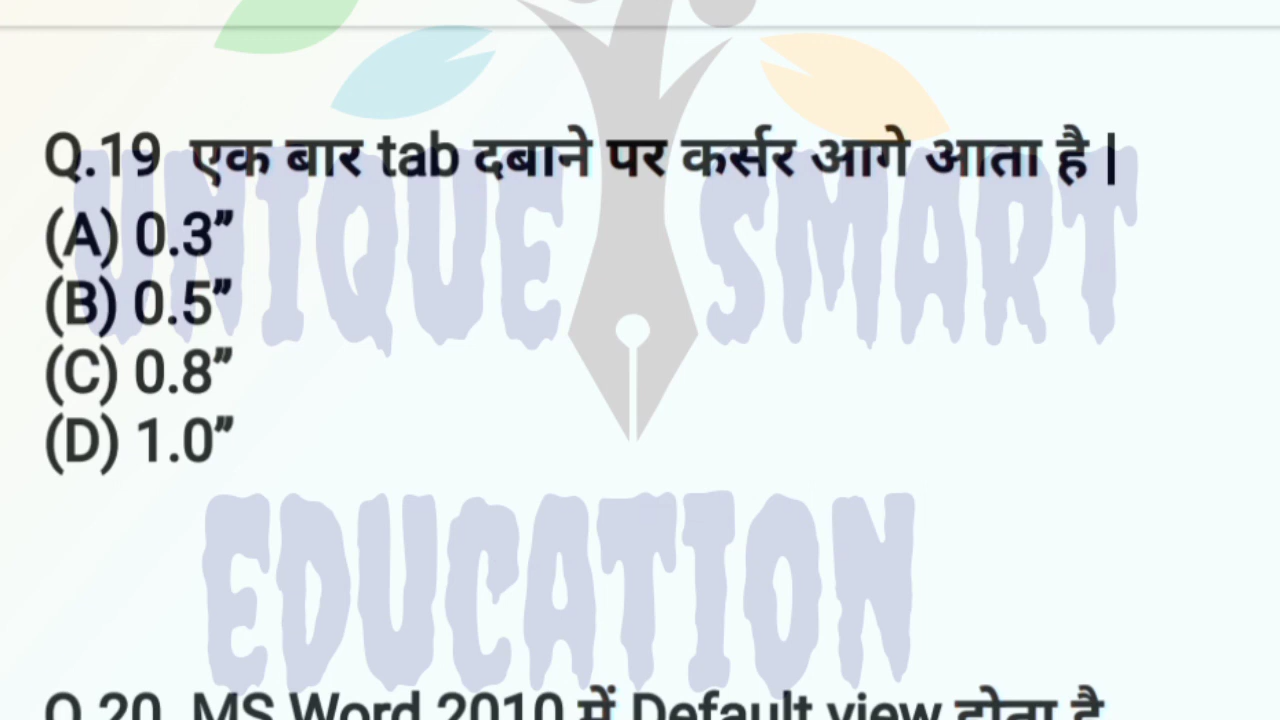 Q.19 एक बार tab दबाने पर कर्सर आगे आता है |
(A) 0.3”
(B) 0.5”
(C) 0.8”
(D) 1.0”
UNIQUE SMART
EDUCATION
Q.20 MS Word 2010 में Default view होता है